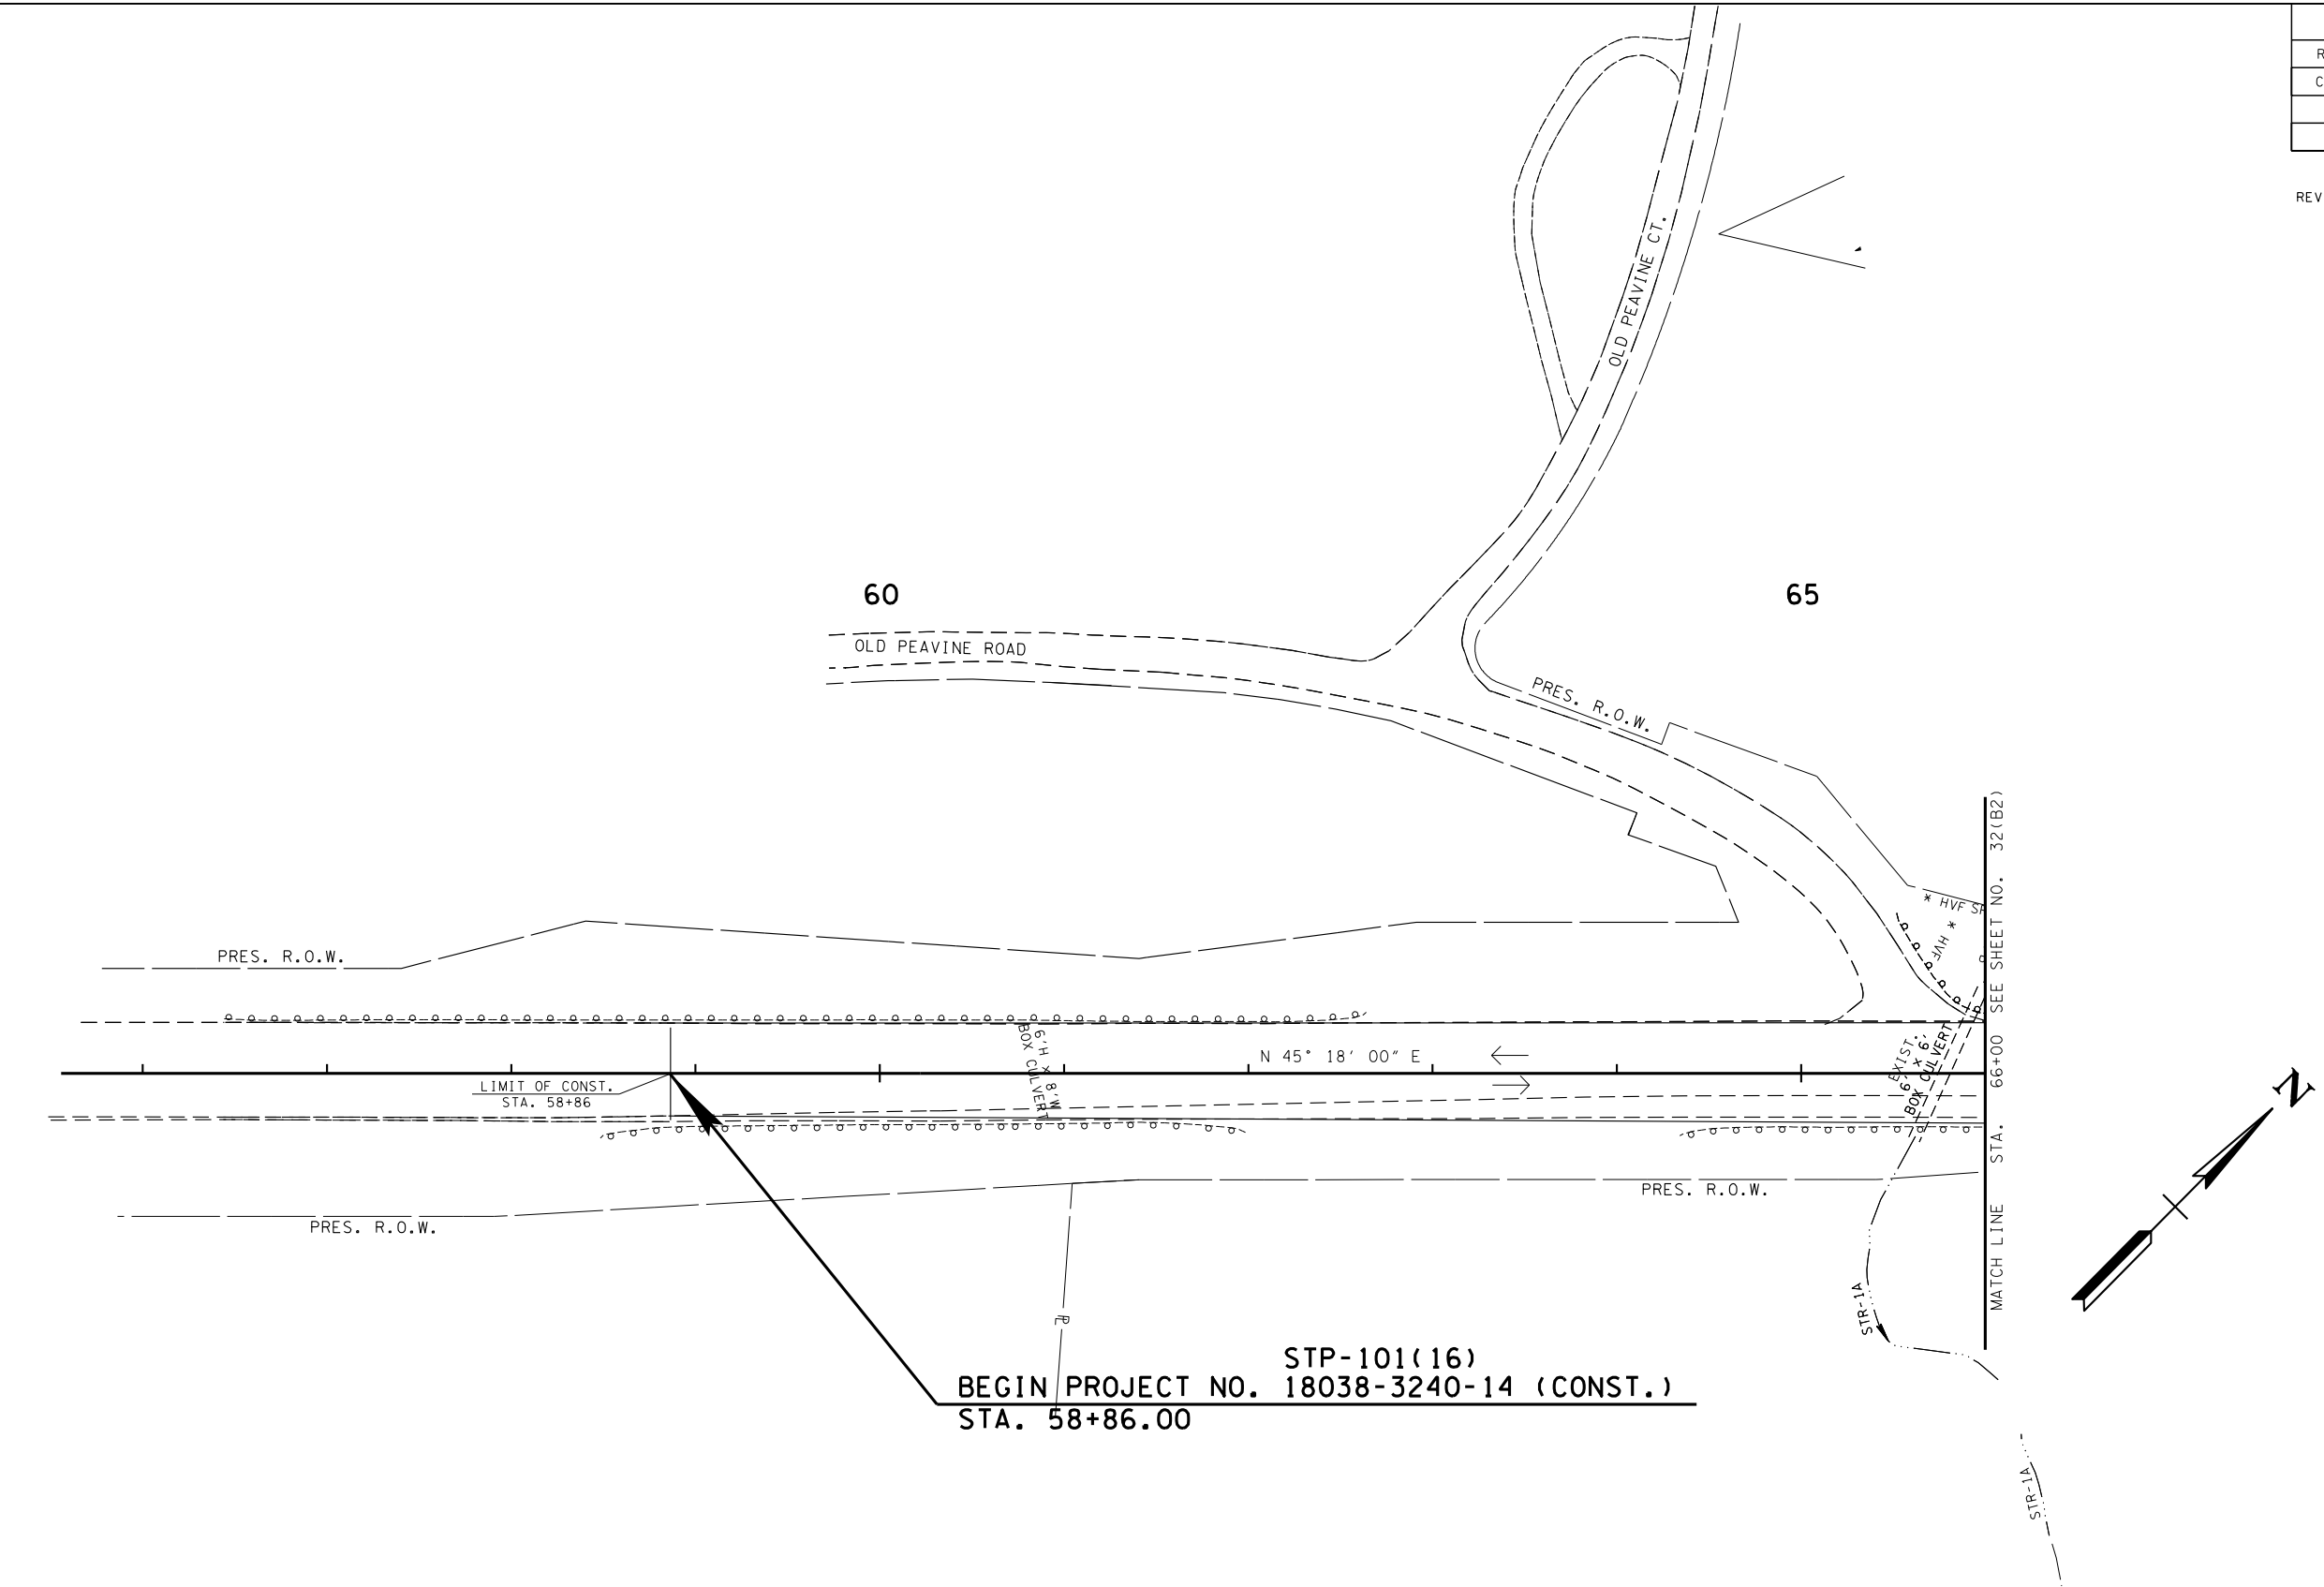 R
C
REV
OLD PEAVINE CT.
60
65
OLD PEAVINE ROAD
PRES. R.O.W.
MATCH LINE STA. 66+00 SEE SHEET NO. 32(B2)
* HVF
* HVF
PRES. R.O.W.
6'H X 8'W
BOX CULVERT
N 45° 18' 00" E
EXIST.
6' X 6'
BOX CULVERT
LIMIT OF CONST.
STA. 58+86
N
PRES. R.O.W.
PRES. R.O.W.
STR-1A
PL
STP-101(16)
BEGIN PROJECT NO. 18038-3240-14 (CONST.)
STA. 58+86.00
STR-1A